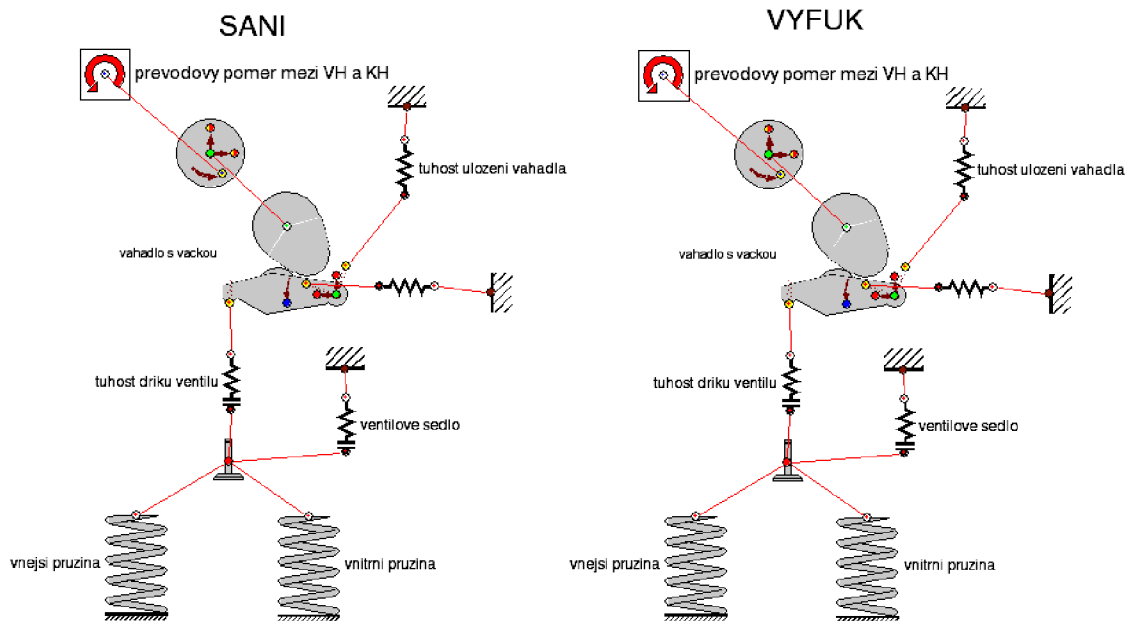 SANI
prevodovy pomer mezi VH a KH
tuhost ulozeni vahadla
vahadlo s vackou
tuhost driku ventilu
ventilove sedlo
vnejsi pruzina
vnitrni pruzina
VYFUK
prevodovy pomer mezi VH a KH
tuhost ulozeni vahadla
vahadlo s vackou
tuhost driku ventilu
ventilove sedlo
vnejsi pruzina
vnitrni pruzina